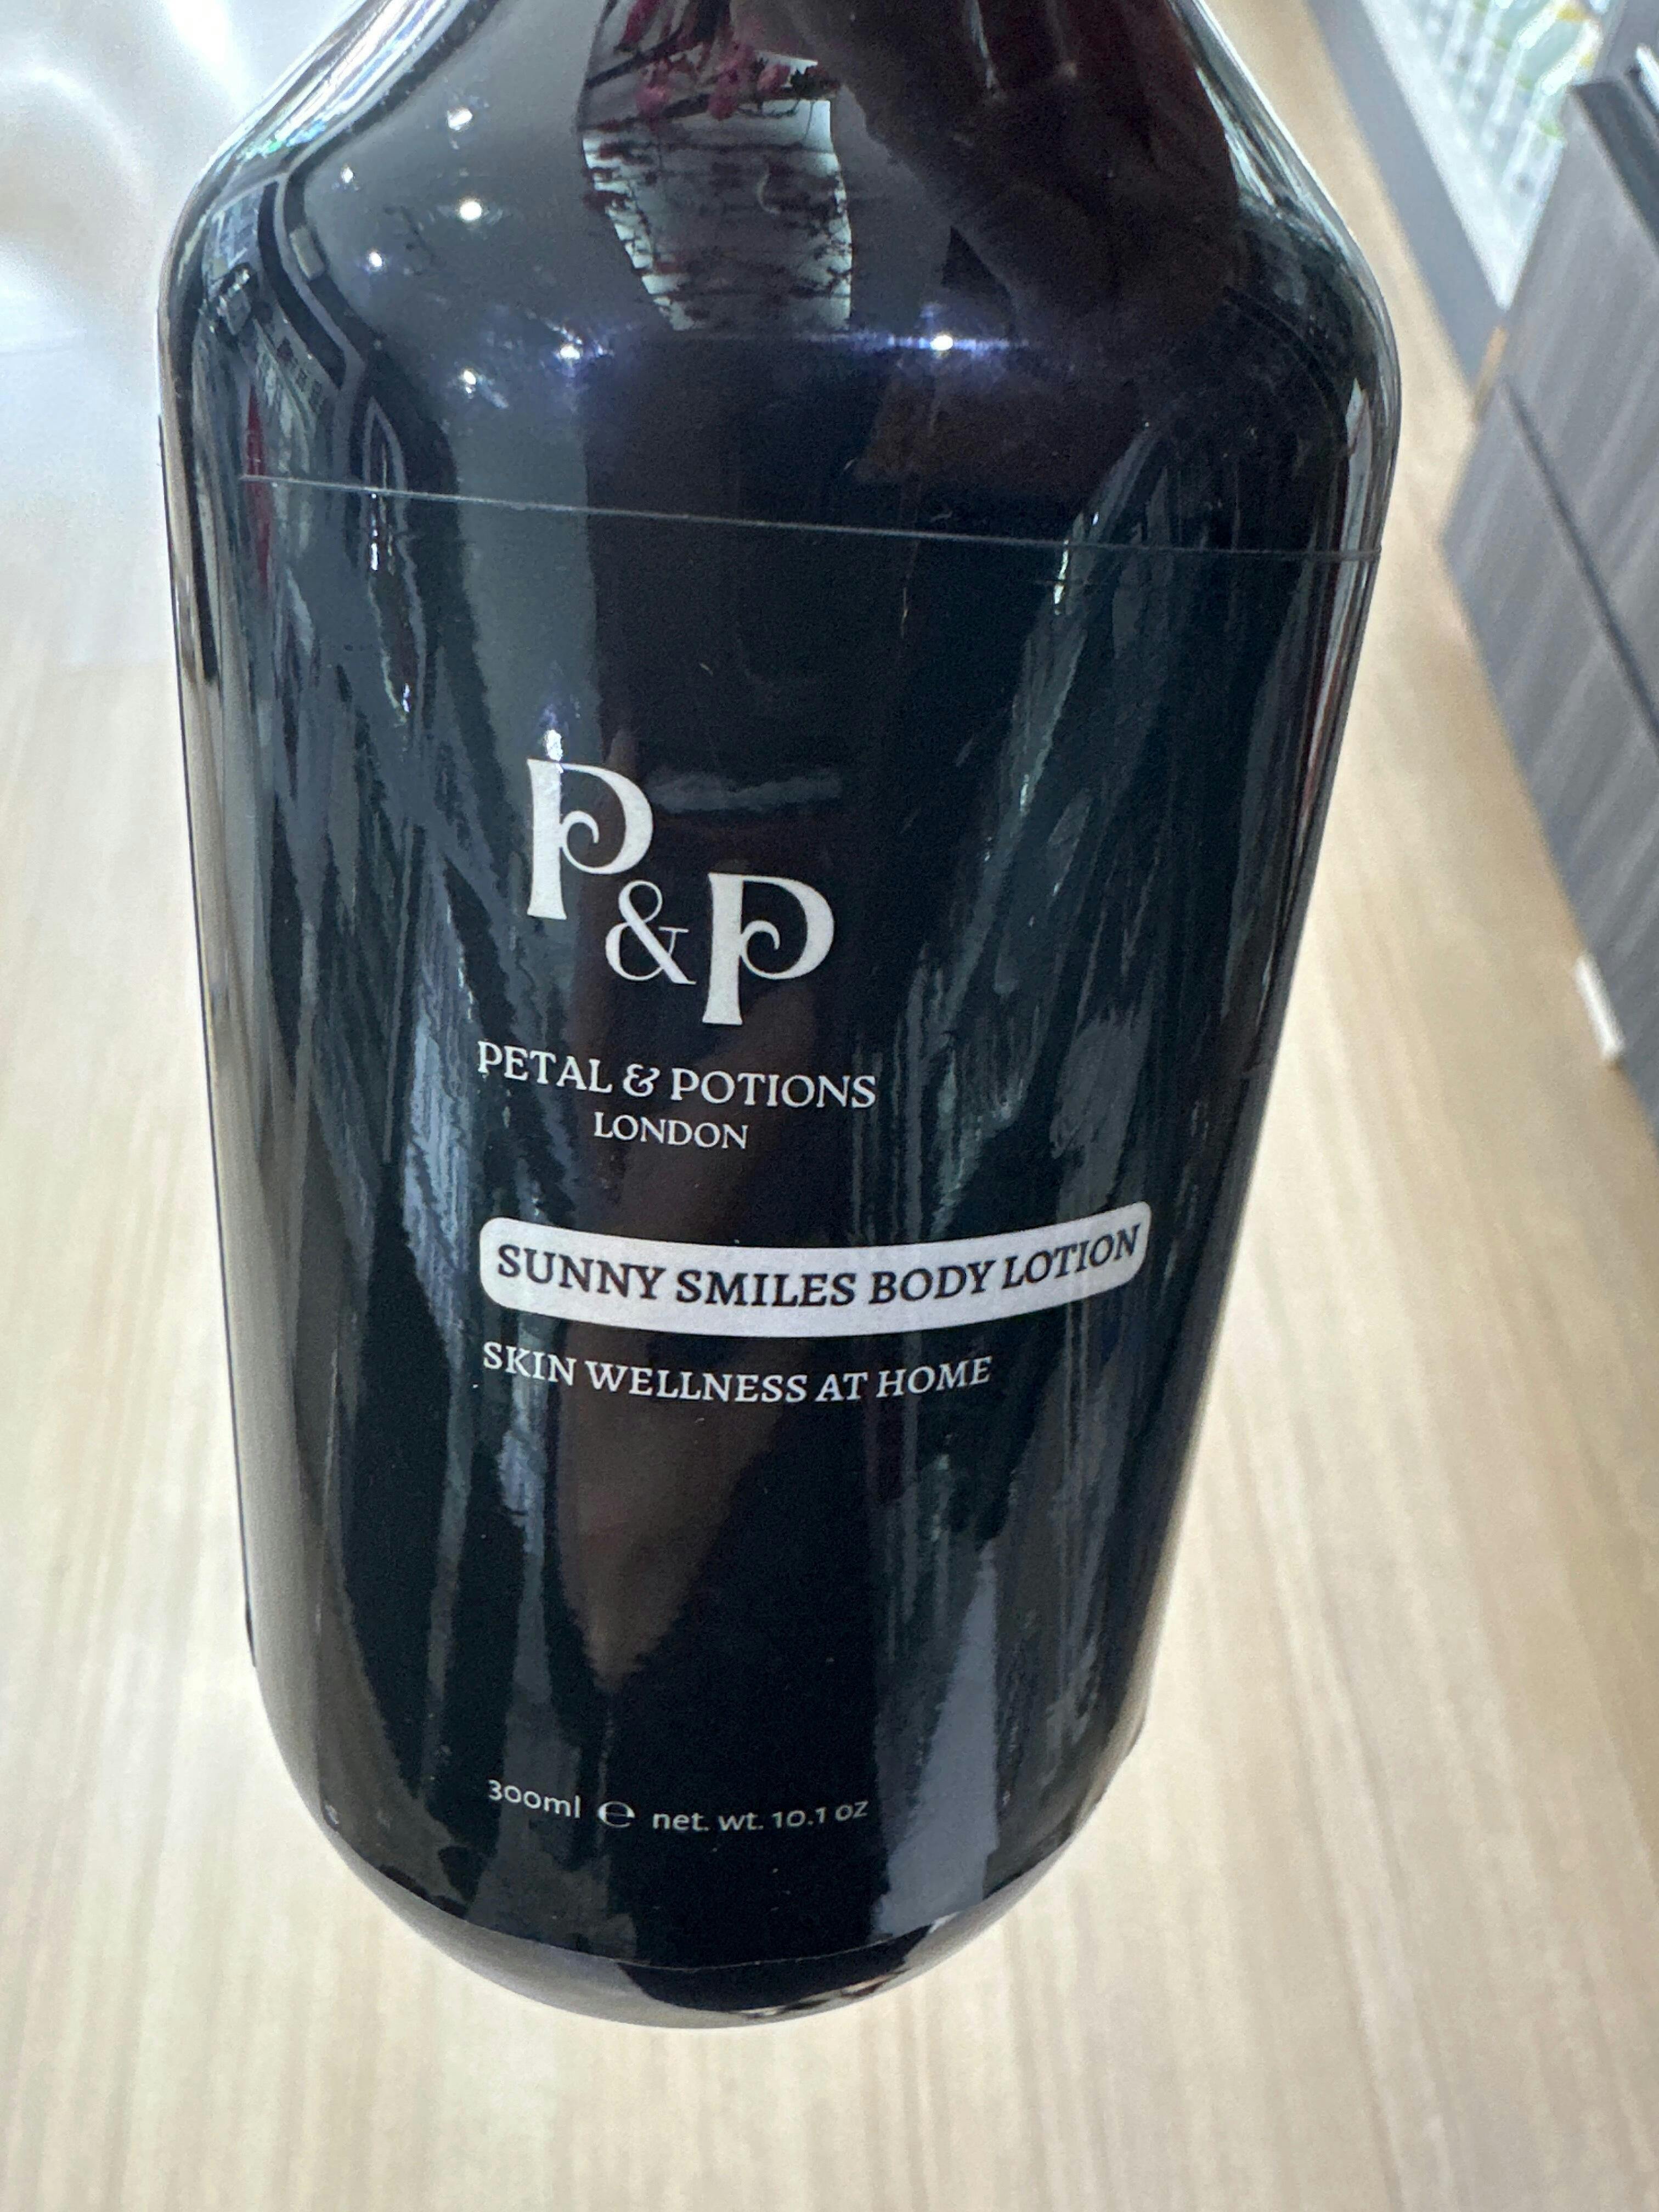 P
&P
PETAL & POTIONS
LONDON
SUNNY SMILES BODY LOTION
SKIN WELLNESS AT HOME
300ml ℮ net. wt. 10.1 oz